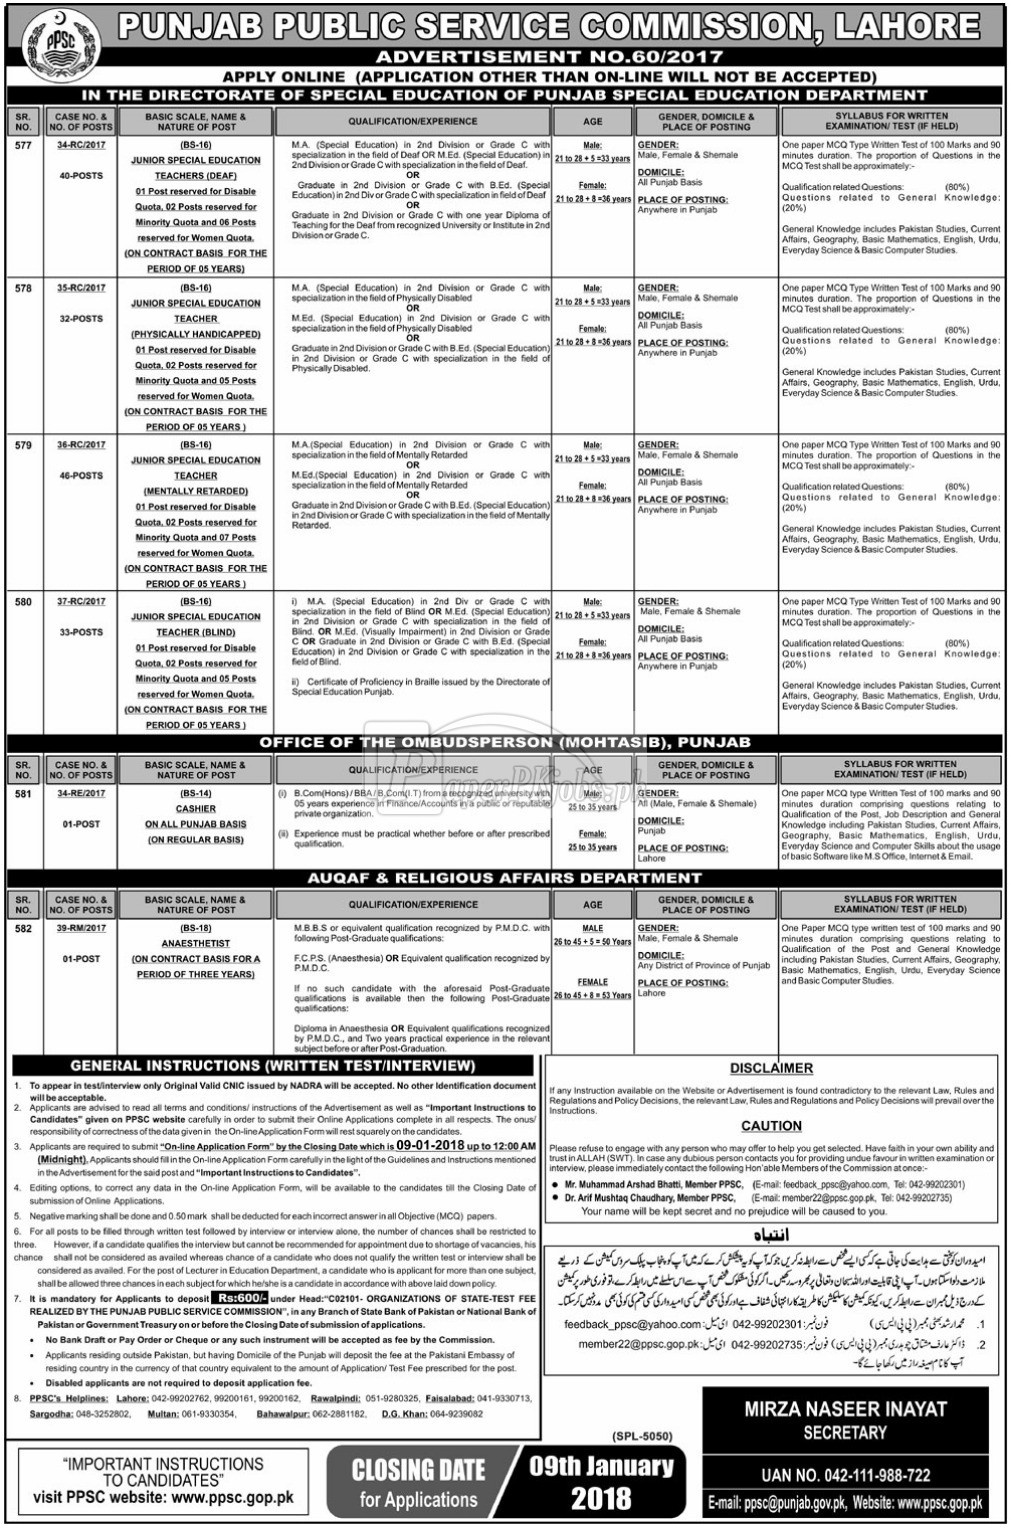 PPSC
PUNJAB PUBLIC SERVICE COMMISSION, LAHORE
ADVERTISEMENT NO.60/2017
APPLY ONLINE (APPLICATION OTHER THAN ON-LINE WILL NOT BE ACCEPTED)
IN THE DIRECTORATE OF SPECIAL EDUCATION OF PUNJAB SPECIAL EDUCATION DEPARTMENT
SR. NO.
CASE NO. & NO. OF POSTS
BASIC SCALE, NAME & NATURE OF POST
QUALIFICATION/EXPERIENCE
AGE
GENDER, DOMICILE & PLACE OF POSTING
SYLLABUS FOR WRITTEN EXAMINATION/ TEST (IF HELD)
577
34-RC/2017
40-POSTS
(BS-16)
JUNIOR SPECIAL EDUCATION
TEACHERS (DEAF)
01 Post reserved for Disable
Quota, 02 Posts reserved for
Minority Quota and 06 Posts
reserved for Women Quota.
(ON CONTRACT BASIS FOR THE
PERIOD OF 05 YEARS)
M.A. (Special Education) in 2nd Division or Grade C with
specialization in the field of Deaf OR M.Ed. (Special Education) in
2nd Division or Grade C with specialization in the field of Deaf.
OR
Graduate in 2nd Division or Grade C with B.Ed. (Special
Education) in 2nd Div or Grade C with specialization in field of Deaf
OR
Graduate in 2nd Division or Grade C with one year Diploma of
Teaching for the Deaf from recognized University or Institute in 2nd
Division or Grade C.
Male:
21 to 28 + 5 =33 years
Female:
21 to 28 + 8 =36 years
GENDER:
Male, Female & Shemale
DOMICILE:
All Punjab Basis
PLACE OF POSTING:
Anywhere in Punjab
One paper MCQ Type Written Test of 100 Marks and 90
minutes duration. The proportion of Questions in the
MCQ Test shall be approximately:-
Qualification related Questions: (80%)
Questions related to General Knowledge:
(20%)
General Knowledge includes Pakistan Studies, Current
Affairs, Geography, Basic Mathematics, English, Urdu,
Everyday Science & Basic Computer Studies.
578
35-RC/2017
32-POSTS
(BS-16)
JUNIOR SPECIAL EDUCATION
TEACHER
(PHYSICALLY HANDICAPPED)
01 Post reserved for Disable
Quota, 02 Posts reserved for
Minority Quota and 05 Posts
reserved for Women Quota.
(ON CONTRACT BASIS FOR THE
PERIOD OF 05 YEARS )
M.A. (Special Education) in 2nd Division or Grade C with
specialization in the field of Physically Disabled
OR
M.Ed. (Special Education) in 2nd Division or Grade C with
specialization in the field of Physically Disabled
OR
Graduate in 2nd Division or Grade C with B.Ed. (Special Education)
in 2nd Division or Grade C with specialization in the field of
Physically Disabled.
Male:
21 to 28 + 5 =33 years
Female:
21 to 28 + 8 =36 years
GENDER:
Male, Female & Shemale
DOMICILE:
All Punjab Basis
PLACE OF POSTING:
Anywhere in Punjab
One paper MCQ Type Written Test of 100 Marks and 90
minutes duration. The proportion of Questions in the
MCQ Test shall be approximately:-
Qualification related Questions: (80%)
Questions related to General Knowledge:
(20%)
General Knowledge includes Pakistan Studies, Current
Affairs, Geography, Basic Mathematics, English, Urdu,
Everyday Science & Basic Computer Studies.
579
36-RC/2017
46-POSTS
(BS-16)
JUNIOR SPECIAL EDUCATION
TEACHER
(MENTALLY RETARDED)
01 Post reserved for Disable
Quota, 02 Posts reserved for
Minority Quota and 07 Posts
reserved for Women Quota.
(ON CONTRACT BASIS FOR THE
PERIOD OF 05 YEARS )
M.A.(Special Education) in 2nd Division or Grade C with
specialization in the field of Mentally Retarded
OR
M.Ed.(Special Education) in 2nd Division or Grade C with
specialization in the field of Mentally Retarded
OR
Graduate in 2nd Division or Grade C with B.Ed. (Special Education)
in 2nd Division or Grade C with specialization in the field of Mentally
Retarded.
Male:
21 to 28 + 5 =33 years
Female:
21 to 28 + 8=36 years
GENDER:
Male, Female & Shemale
DOMICILE:
All Punjab Basis
PLACE OF POSTING:
Anywhere in Punjab
One paper MCQ Type Written Test of 100 Marks and 90
minutes duration. The proportion of Questions in the
MCQ Test shall be approximately:-
Qualification related Questions: (80%)
Questions related to General Knowledge:
(20%)
General Knowledge includes Pakistan Studies, Current
Affairs, Geography, Basic Mathematics, English, Urdu,
Everyday Science & Basic Computer Studies.
580
37-RC/2017
33-POSTS
(BS-16)
JUNIOR SPECIAL EDUCATION
TEACHER (BLIND)
01 Post reserved for Disable
Quota, 02 Posts reserved for
Minority Quota and 05 Posts
reserved for Women Quota.
(ON CONTRACT BASIS FOR THE
PERIOD OF 05 YEARS )
i) M.A. (Special Education) in 2nd Div or Grade C with
specialization in the field of Blind OR M.Ed. (Special Education)
in 2nd Division or Grade C with specialization in the field of
Blind. OR M.Ed. (Visually Impairment) in 2nd Division or Grade
C OR Graduate in 2nd Division or Grade C with B.Ed. (Special
Education) in 2nd Division or Grade C with specialization in the
field of Blind.
ii) Certificate of Proficiency in Braille issued by the Directorate of
Special Education Punjab.
Male:
21 to 28 + 5 =33 years
Female:
21 to 28 + 8 =36 years
GENDER:
Male, Female & Shemale
DOMICILE:
All Punjab Basis
PLACE OF POSTING:
Anywhere in Punjab
One paper MCQ Type Written Test of 100 Marks and 90
minutes duration. The proportion of Questions in the
MCQ Test shall be approximately:-
Qualification related Questions: (80%)
Questions related to General Knowledge:
(20%)
General Knowledge includes Pakistan Studies, Current
Affairs, Geography, Basic Mathematics, English, Urdu,
Everyday Science & Basic Computer Studies.
PaperPkjobs.pk
OFFICE OF THE OMBUDSPERSON (MOHTASIB), PUNJAB
SR. NO.
CASE NO. & NO. OF POSTS
BASIC SCALE, NAME & NATURE OF POST
QUALIFICATION/EXPERIENCE
AGE
GENDER, DOMICILE & PLACE OF POSTING
SYLLABUS FOR WRITTEN EXAMINATION/ TEST (IF HELD)
581
34-RE/2017
01-POST
(BS-14)
CASHIER
ON ALL PUNJAB BASIS
(ON REGULAR BASIS)
(i) B.Com(Hons) / BBA / B.Com(I.T) from a recognized university with
05 years experience in Finance/Accounts in a public or reputable
private organization.
(ii) Experience must be practical whether before or after prescribed
qualification.
Male:
25 to 35 years
Female:
25 to 35 years
GENDER:
All (Male, Female & Shemale)
DOMICILE:
Punjab
PLACE OF POSTING:
Lahore
One paper MCQ Type Written Test of 100 Marks and 90
minutes duration comprising questions relating to
Qualification of the Post, Job Description and General
Knowledge including Pakistan Studies, Current Affairs,
Geography, Basic Mathematics, English, Urdu,
Everyday Science and Computer Skills about the usage
of basic Software like M.S Office, Internet & Email.
AUQAF & RELIGIOUS AFFAIRS DEPARTMENT
SR. NO.
CASE NO. & NO. OF POSTS
BASIC SCALE, NAME & NATURE OF POST
QUALIFICATION/EXPERIENCE
AGE
GENDER, DOMICILE & PLACE OF POSTING
SYLLABUS FOR WRITTEN EXAMINATION/ TEST (IF HELD)
582
39-RM/2017
01-POST
(BS-18)
ANAESTHETIST
(ON CONTRACT BASIS FOR A
PERIOD OF THREE YEARS)
M.B.B.S or equivalent qualification recognized by P.M.D.C. with
following Post-Graduate qualifications:
F.C.P.S. (Anaesthesia) OR Equivalent qualification recognized by
P.M.D.C.
If no such candidate with the aforesaid Post-Graduate
qualifications is available then the following Post-Graduate
qualifications:
Diploma in Anaesthesia OR Equivalent qualifications recognized
by P.M.D.C., and Two years practical experience in the relevant
subject before or after Post-Graduation.
MALE
26 to 45 + 5 = 50 Years
FEMALE
26 to 45 + 8 = 53 Years
GENDER:
Male, Female & Shemale
DOMICILE:
Any District of Province of Punjab
PLACE OF POSTING:
Lahore
One Paper MCQ type written test of 100 marks and 90
minutes duration comprising questions relating to
Qualification of the Post and General Knowledge
including Pakistan Studies, Current Affairs, Geography,
Basic Mathematics, English, Urdu, Everyday Science
and Basic Computer Studies.
GENERAL INSTRUCTIONS (WRITTEN TEST/INTERVIEW)
1. To appear in test/interview only Original Valid CNIC issued by NADRA will be accepted. No other Identification document
will be acceptable.
2. Applicants are advised to read all terms and conditions/ instructions of the Advertisement as well as "Important Instructions to
Candidates" given on PPSC website carefully in order to submit their Online Applications complete in all respects. The onus/
responsibility of correctness of the data given in the On-Line Application Form will rest squarely on the candidates.
3. Applicants are required to submit "On-line Application Form" by the Closing Date which is 09-01-2018 up to 12:00 AM
(Midnight), Applicants should fill in the On-Line Application Form carefully in the light of the Guidelines and Instructions mentioned
in the Advertisement for the said post and "Important Instructions to Candidates".
4. Editing options, to correct any data in the On-line Application Form, will be available to the candidates till the Closing Date of
submission of Online Applications.
5. Negative marking shall be done and 0.50 mark shall be deducted for each incorrect answer in all Objective (MCQ) papers.
6. For all posts to be filled through written test followed by interview or interview alone, the number of chances shall be restricted to
three. However, if a candidate qualifies the interview but cannot be recommended for appointment due to shortage of vacancies, his
chance shall not be considered as availed whereas chance of a candidate who does not qualify the written test or interview shall be
considered as availed. For the post of Lecturer in Education Department, a candidate who is applicant for more than one subject,
shall be allowed three chances in each subject for which he/she is a candidate in accordance with above laid down policy.
7. It is mandatory for Applicants to deposit Rs:600/- under Head:"C02101- ORGANIZATIONS OF STATE-TEST FEE
REALIZED BY THE PUNJAB PUBLIC SERVICE COMMISSION", in any Branch of State Bank of Pakistan or National Bank of
Pakistan or Government Treasury on or before the Closing Date of submission of applications.
• No Bank Draft or Pay Order or Cheque or any such instrument will be accepted as fee by the Commission.
• Applicants residing outside Pakistan, but having Domicile of the Punjab will deposit the fee at the Pakistani Embassy of
residing country in the currency of that country equivalent to the amount of Application/ Test Fee prescribed for the post.
• Disabled applicants are not required to deposit application fee.
8. PPSC's Helplines: Lahore: 042-99202762, 99200161, 99200162, Rawalpindi: 051-9280325, Faisalabad: 041-9330713,
Sargodha: 048-3252802, Multan: 061-9330354, Bahawalpur: 062-2881182, D.G. Khan: 064-9239082
DISCLAIMER
If any Instruction available on the Website or Advertisement is found contradictory to the relevant Law, Rules and
Regulations and Policy Decisions, the relevant Law, Rules and Regulations and Policy Decisions will prevail over the
Instructions.
CAUTION
Please refuse to engage with any person who may offer to help you get selected. Have faith in your own ability and
trust in ALLAH (SWT). In case any dubious person contacts you for providing undue favour in written examination or
interview, please immediately contact the following Hon'able Members of the Commission at once:-
• Mr. Muhammad Arshad Bhatti, Member PPSC, (E-mail: feedback_ppsc@yahoo.com, Tel: 042-99202301)
• Dr. Arif Mushtaq Chaudhary, Member PPSC, (E-mail: member22@ppsc.gop.pk, Tel: 042-99202735)
Your name will be kept secret and no prejudice will be caused to you.
انتباہ
امیدواران کو سختی سے ہدایت کی جاتی ہے کہ کسی ایسے شخص سے رابطہ نہ کریں جو آپ کو یہ پیشکش کرے کہ میں آپ کو پنجاب پبلک سروس کمیشن کے ذریعے
ملازمت دلوا سکتا ہوں۔ آپ اپنی قابلیت اور اللہ سبحان و تعالیٰ پر بھروسہ رکھیں۔ اگر کوئی مشکوک شخص آپ سے اس سلسلے میں رابطہ کرے، تو فوری طور پر کمیشن
کے درج ذیل ممبران سے رابطہ کریں، کیونکہ کمیشن کا سلیکشن کا طریقہ کار انتہائی شفاف ہے اور کوئی بھی شخص کسی امیدوار کی کسی قسم کی کوئی بھی مدد نہیں کر سکتا۔
1. محمد ارشد بھٹی ممبر (پی پی ایس سی) فون نمبر: 042-99202301 ای میل: feedback_ppsc@yahoo.com
2. ڈاکٹر عارف مشتاق چوہدری ممبر (پی پی ایس سی) فون نمبر: 042-99202735 ای میل: member22@ppsc.gop.pk
آپ کا نام صیغہ راز میں رکھا جائے گا۔
(SPL-5050)
"IMPORTANT INSTRUCTIONS
TO CANDIDATES"
visit PPSC website: www.ppsc.gop.pk
CLOSING DATE
for Applications
09th January
2018
MIRZA NASEER INAYAT
SECRETARY
UAN NO. 042-111-988-722
E-mail: ppsc@punjab.gov.pk, Website: www.ppsc.gop.pk